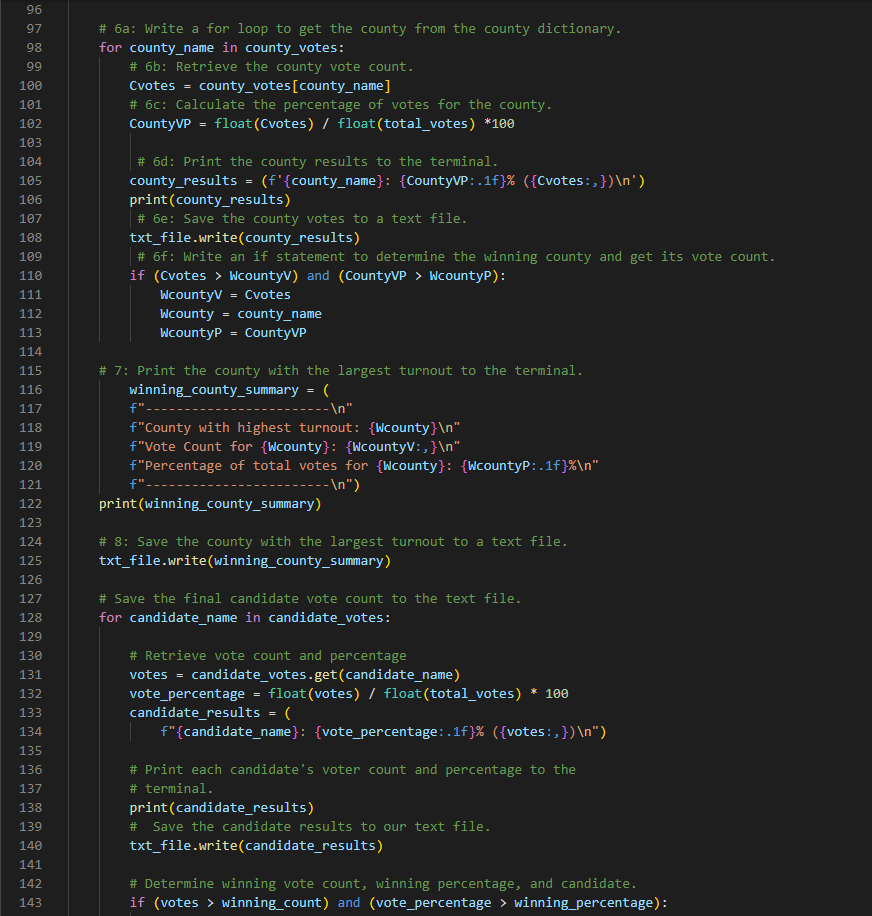 96
97 # 6a: Write a for loop to get the county from the county dictionary.
98 for county_name in county_votes:
99 # 6b: Retrieve the county vote count.
100 Cvotes = county_votes[county_name]
101 # 6c: Calculate the percentage of votes for the county.
102 CountyVP = float(Cvotes) / float(total_votes) *100
103
104 # 6d: Print the county results to the terminal.
105 county_results = (f'{county_name}: {CountyVP:.1f}% ({Cvotes:,})\n')
106 print(county_results)
107 # 6e: Save the county votes to a text file.
108 txt_file.write(county_results)
109 # 6f: Write an if statement to determine the winning county and get its vote count.
110 if (Cvotes > WcountyV) and (CountyVP > WcountyP):
111 WcountyV = Cvotes
112 Wcounty = county_name
113 WcountyP = CountyVP
114
115 # 7: Print the county with the largest turnout to the terminal.
116 winning_county_summary = (
117 f"------------------------\n"
118 f"County with highest turnout: {Wcounty}\n"
119 f"Vote Count for {Wcounty}: {WcountyV:,}\n"
120 f"Percentage of total votes for {Wcounty}: {WcountyP:.1f}%\n"
121 f"------------------------\n")
122 print(winning_county_summary)
123
124 # 8: Save the county with the largest turnout to a text file.
125 txt_file.write(winning_county_summary)
126
127 # Save the final candidate vote count to the text file.
128 for candidate_name in candidate_votes:
129
130 # Retrieve vote count and percentage
131 votes = candidate_votes.get(candidate_name)
132 vote_percentage = float(votes) / float(total_votes) * 100
133 candidate_results = (
134 f"{candidate_name}: {vote_percentage:.1f}% ({votes:,})\n")
135
136 # Print each candidate's voter count and percentage to the
137 # terminal.
138 print(candidate_results)
139 #  Save the candidate results to our text file.
140 txt_file.write(candidate_results)
141
142 # Determine winning vote count, winning percentage, and candidate.
143 if (votes > winning_count) and (vote_percentage > winning_percentage):